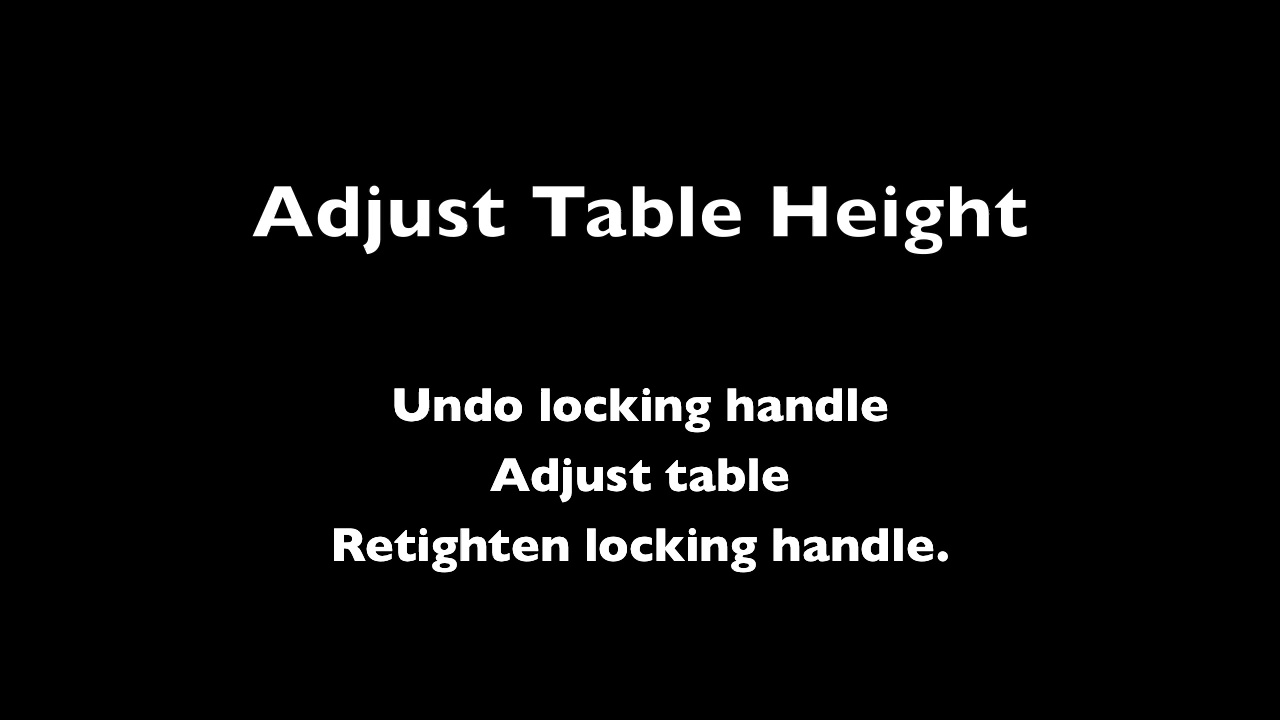 Adjust Table Height
Undo locking handle
Adjust table
Retighten locking handle.